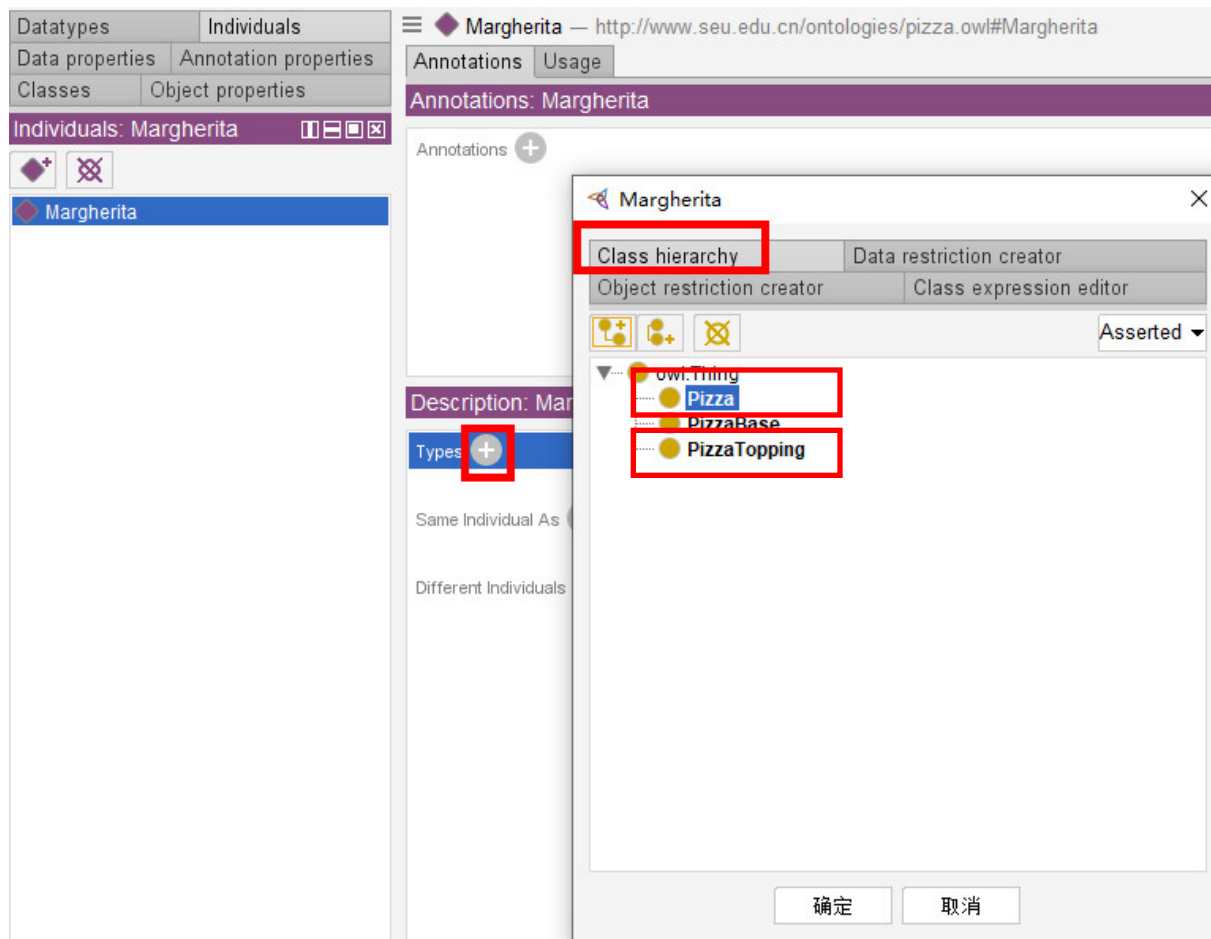 Datatypes
Individuals
Data properties
Annotation properties
Classes
Object properties
Individuals: Margherita
Margherita
Margherita — http://www.seu.edu.cn/ontologies/pizza.owl#Margherita
Annotations
Usage
Annotations: Margherita
Annotations
Description: Mar
Types
Same Individual As
Different Individuals
Margherita
Class hierarchy
Data restriction creator
Object restriction creator
Class expression editor
Asserted
owl:Thing
Pizza
PizzaBase
PizzaTopping
确定
取消